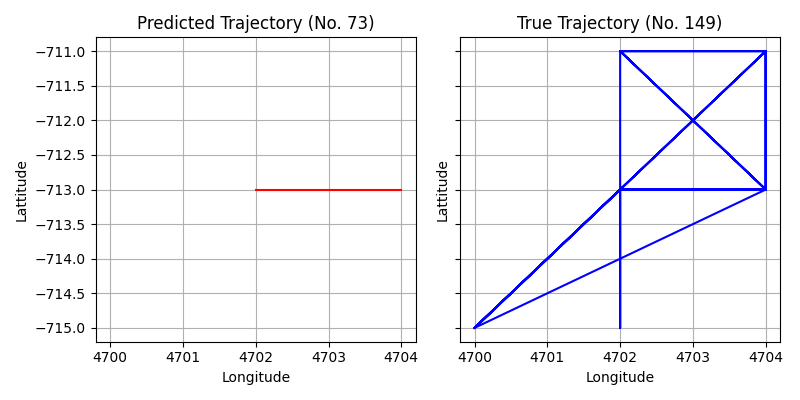 Predicted Trajectory (No. 73)
True Trajectory (No. 149)
−711.0
−711.5
−712.0
−712.5
−713.0
−713.5
−714.0
−714.5
−715.0
Lattitude
Lattitude
4700 4701 4702 4703 4704
4700 4701 4702 4703 4704
Longitude
Longitude